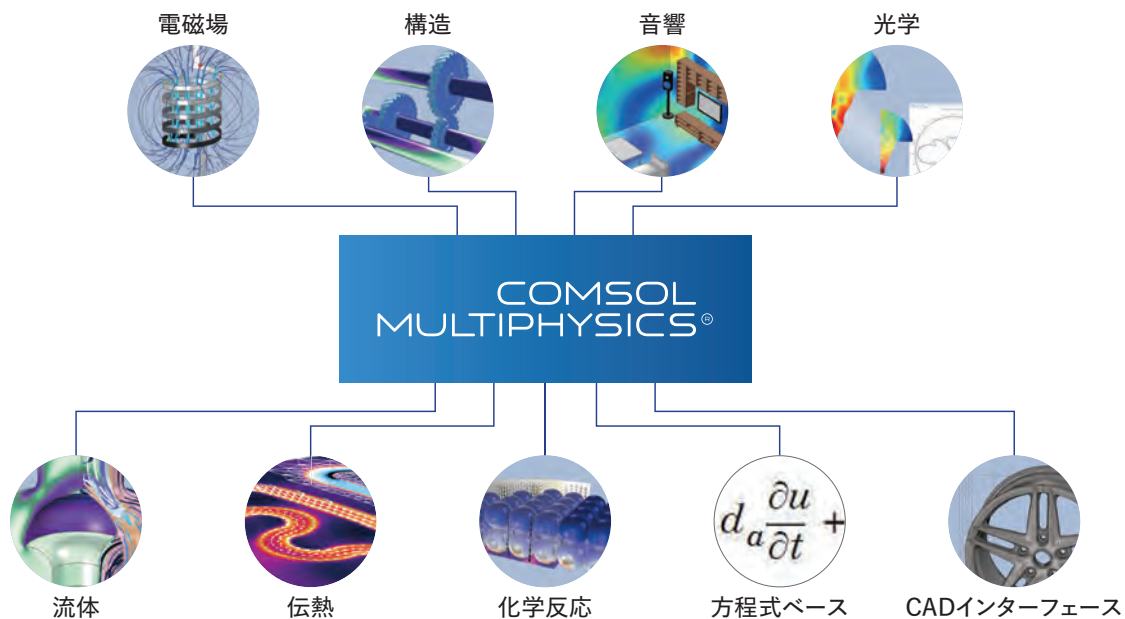 電磁場
構造
音響
光学
COMSOL
MULTIPHYSICS®
d_a ∂u/∂t +
流体
伝熱
化学反応
方程式ベース
CADインターフェース